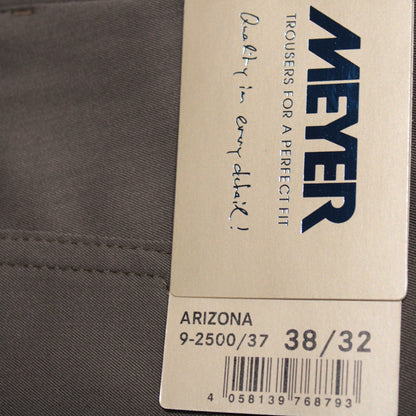 MEYER
TROUSERS FOR A PERFECT FIT
Quality in every detail!
ARIZONA
9-2500/37 38/32
4 058139 768793